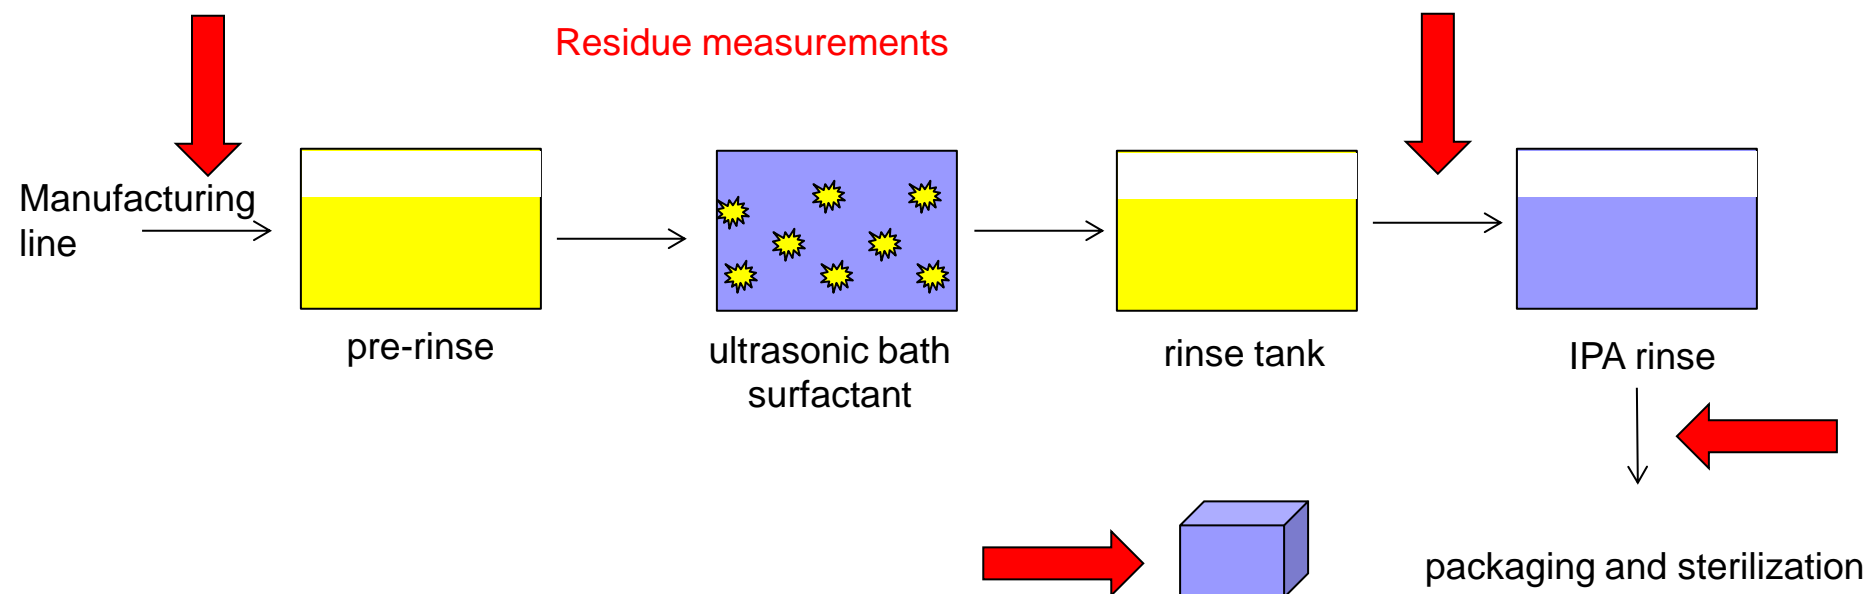 Residue measurements
Manufacturing
line
pre-rinse
ultrasonic bath
surfactant
rinse tank
IPA rinse
packaging and sterilization